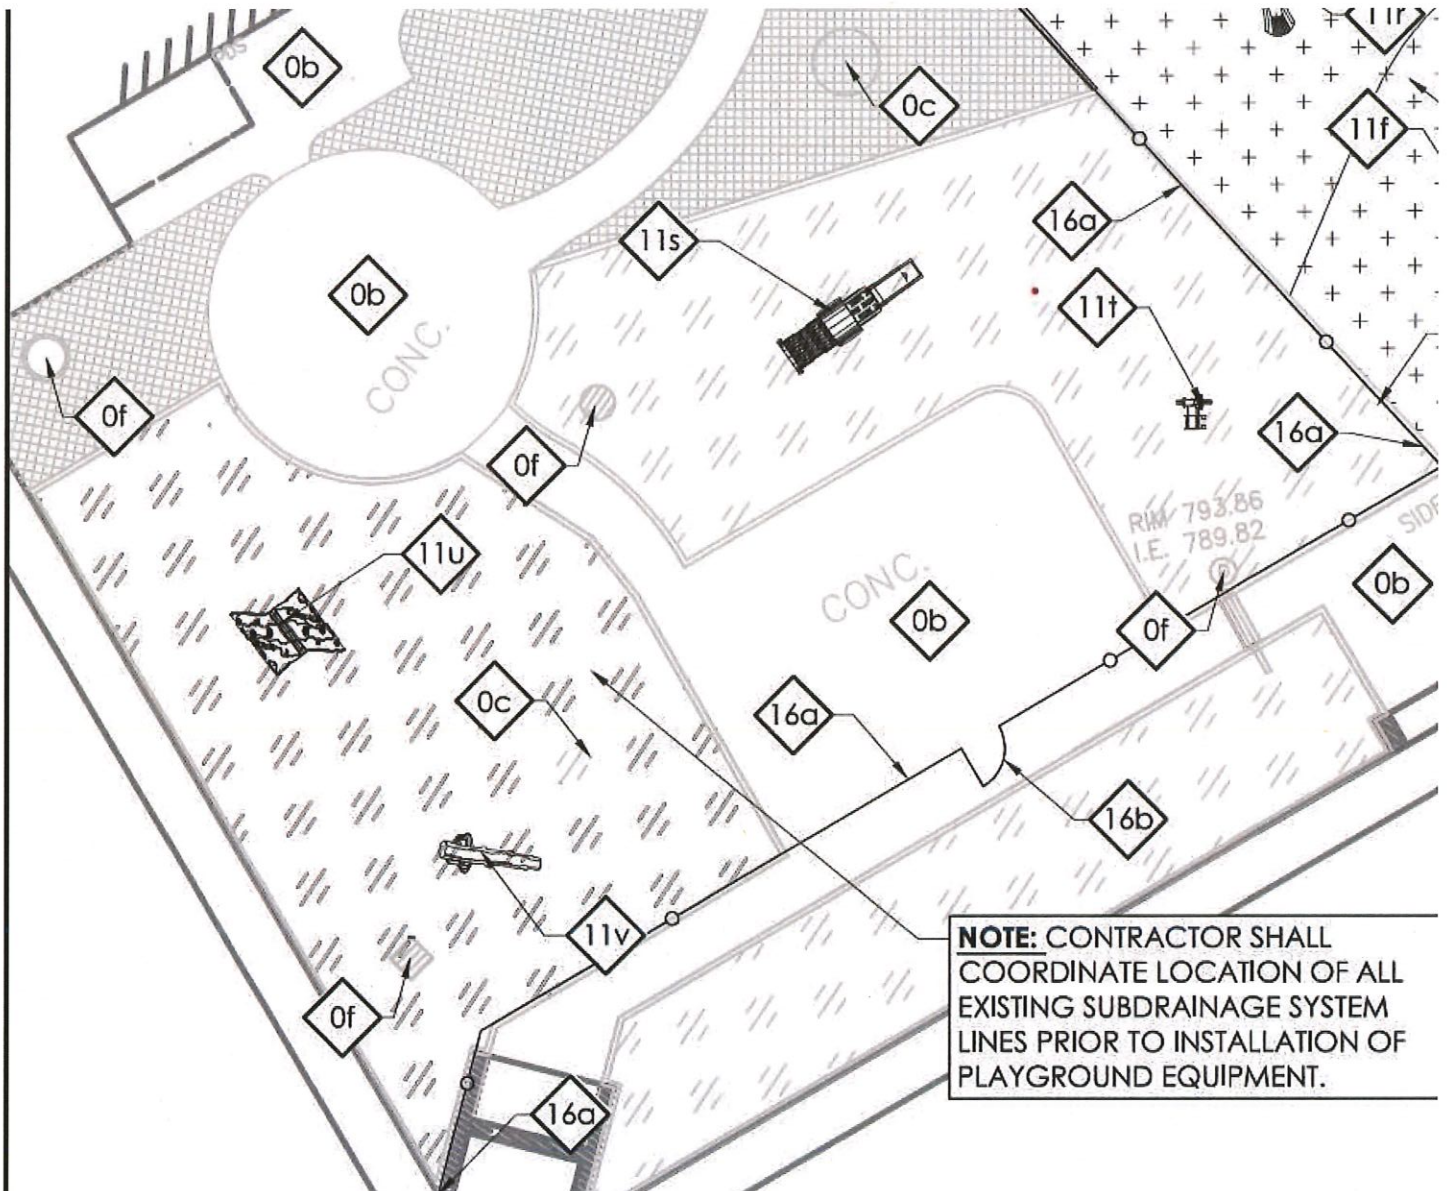 11r
0b
0c
11f
16a
11s
0b
CONC.
11t
0f
16a
0f
RIM 793.86
I.E. 789.82
11u
CONC.
0b
0f
0b
0c
16a
16b
11v
0f
16a
NOTE: CONTRACTOR SHALL
COORDINATE LOCATION OF ALL
EXISTING SUBDRAINAGE SYSTEM
LINES PRIOR TO INSTALLATION OF
PLAYGROUND EQUIPMENT.